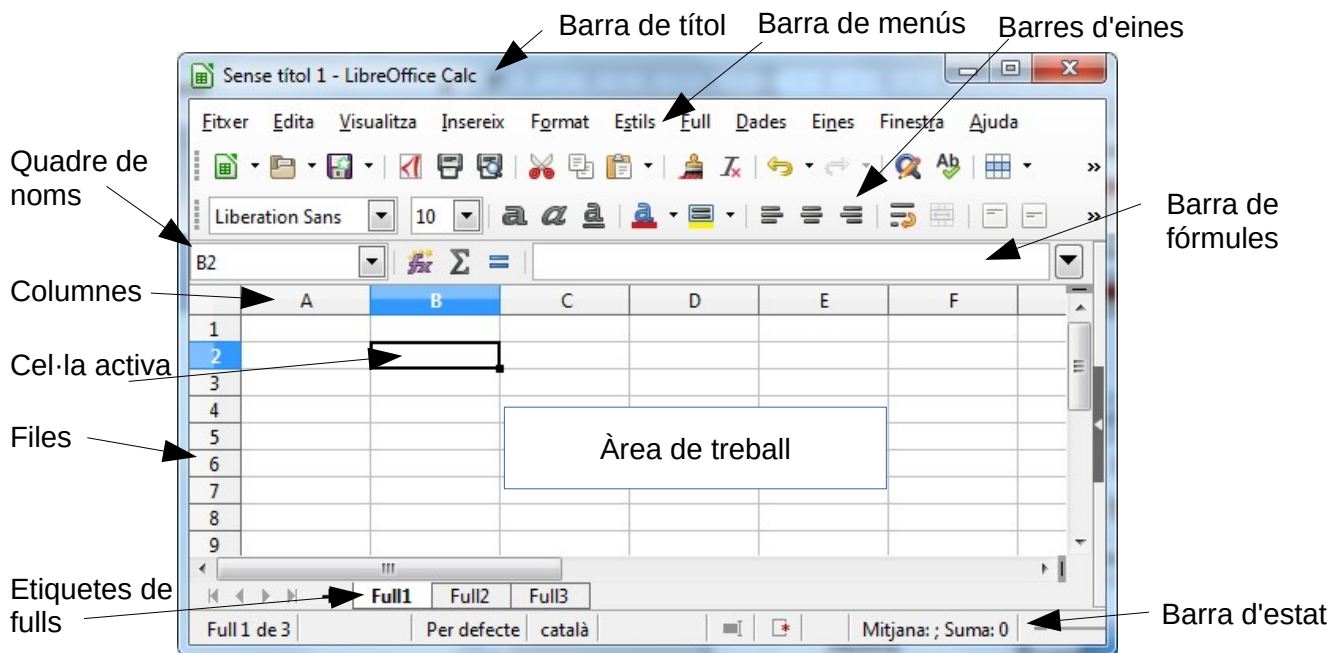 Barra de títol
Barra de menús
Barres d'eines
Sense títol 1 - LibreOffice Calc
Fitxer Edita Visualitza Insereix Format Estils Full Dades Eines Finestra Ajuda
Quadre de
noms
Liberation Sans 10 a a a a
Barra de
fórmules
B2 fx Σ =
Columnes
A B C D E F
1
2
Cel·la activa
3
4
5
Files
Àrea de treball
6
7
8
9
Etiquetes de
fulls
Full1 Full2 Full3
Full 1 de 3 Per defecte català Mitjana: ; Suma: 0
Barra d'estat